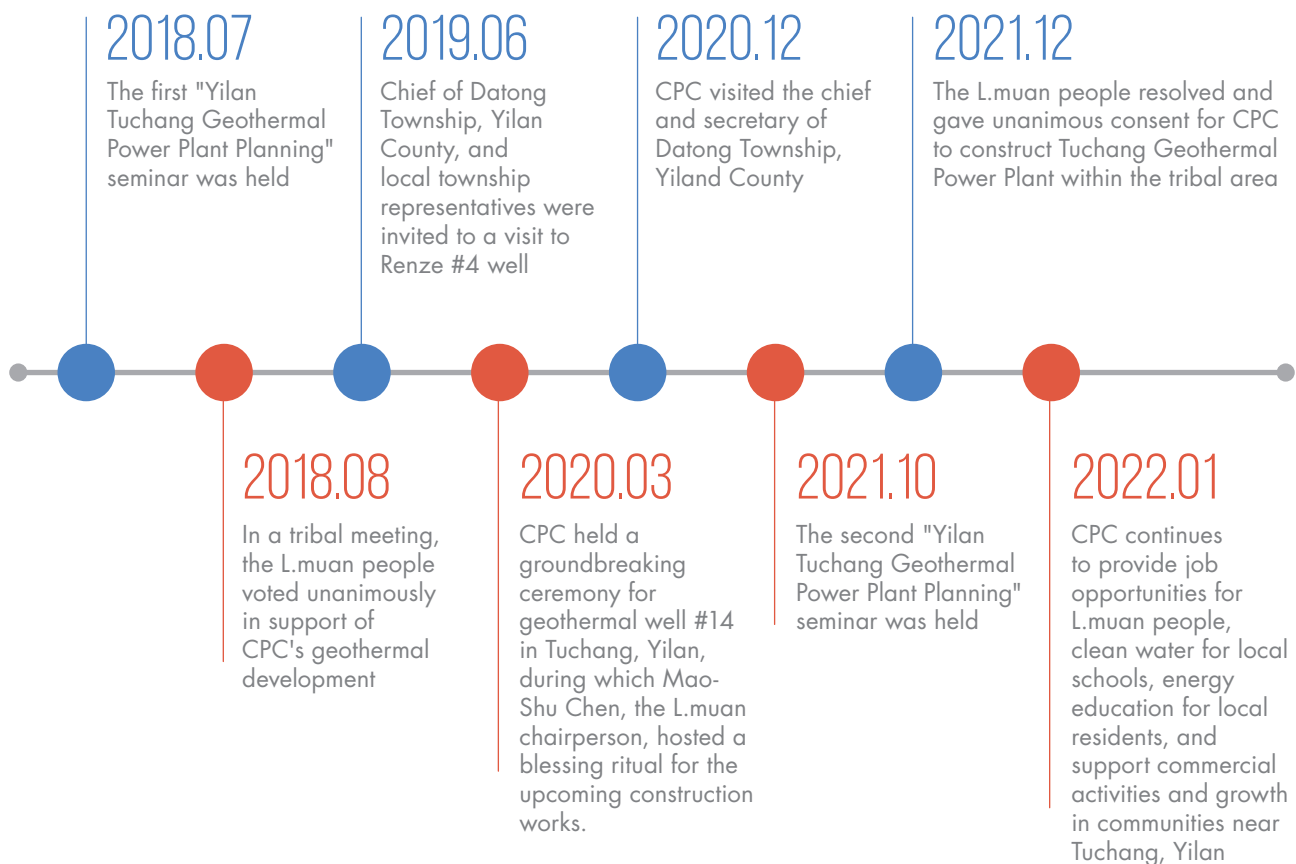 2018.07
The first "Yilan
Tuchang Geothermal
Power Plant Planning"
seminar was held
2019.06
Chief of Datong
Township, Yilan
County, and
local township
representatives were
invited to a visit to
Renze #4 well
2020.12
CPC visited the chief
and secretary of
Datong Township,
Yiland County
2021.12
The L.muan people resolved and
gave unanimous consent for CPC
to construct Tuchang Geothermal
Power Plant within the tribal area
2018.08
In a tribal meeting,
the L.muan people
voted unanimously
in support of
CPC's geothermal
development
2020.03
CPC held a
groundbreaking
ceremony for
geothermal well #14
in Tuchang, Yilan,
during which Mao-
Shu Chen, the L.muan
chairperson, hosted a
blessing ritual for the
upcoming construction
works.
2021.10
The second "Yilan
Tuchang Geothermal
Power Plant Planning"
seminar was held
2022.01
CPC continues
to provide job
opportunities for
L.muan people,
clean water for local
schools, energy
education for local
residents, and
support commercial
activities and growth
in communities near
Tuchang, Yilan